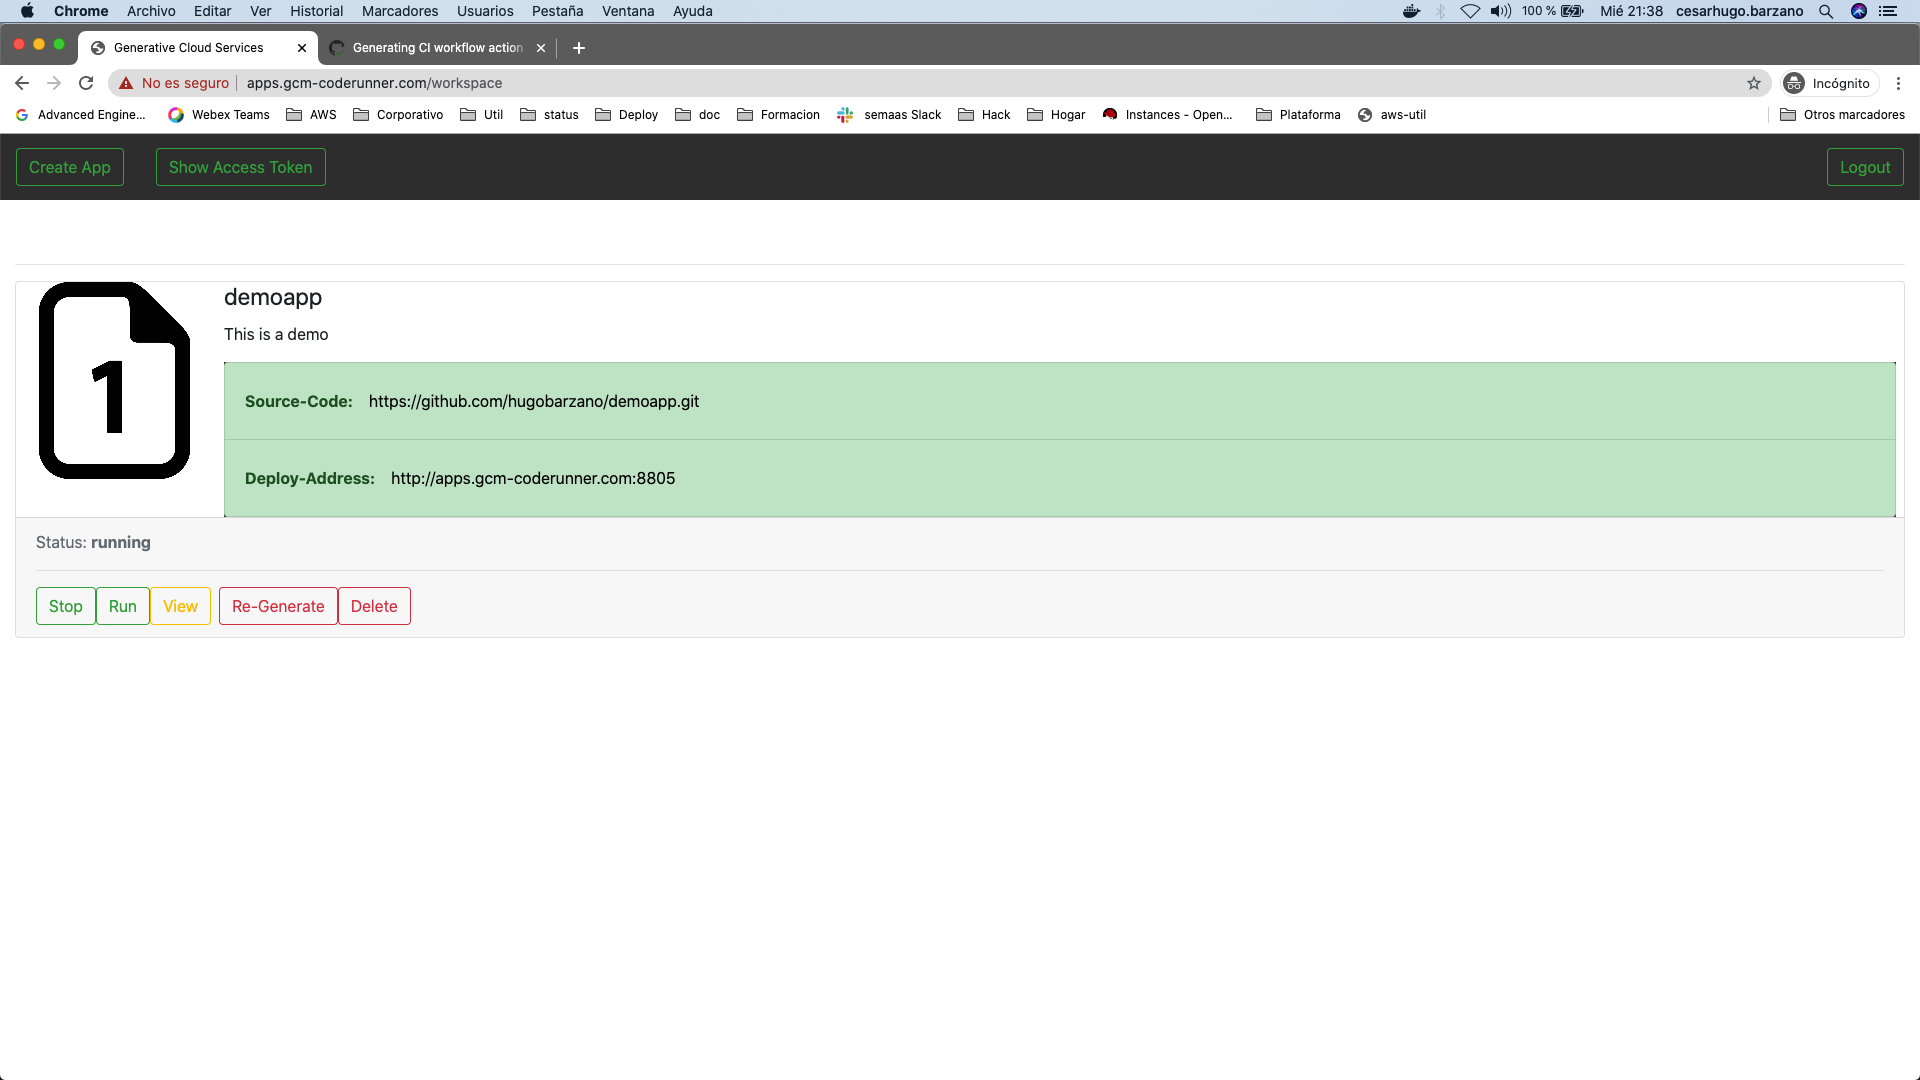 Chrome Archivo Editar Ver Historial Marcadores Usuarios Pestaña Ventana Ayuda 100 % Mié 21:38 cesarhugo.barzano
Generative Cloud Services Generating CI workflow action
No es seguro apps.gcm-coderunner.com/workspace Incógnito
Advanced Engine... Webex Teams AWS Corporativo Util status Deploy doc Formacion semaas Slack Hack Hogar Instances - Open... Plataforma aws-util Otros marcadores
Create App Show Access Token Logout
1
demoapp
This is a demo
Source-Code: https://github.com/hugobarzano/demoapp.git
Deploy-Address: http://apps.gcm-coderunner.com:8805
Status: running
Stop Run View Re-Generate Delete